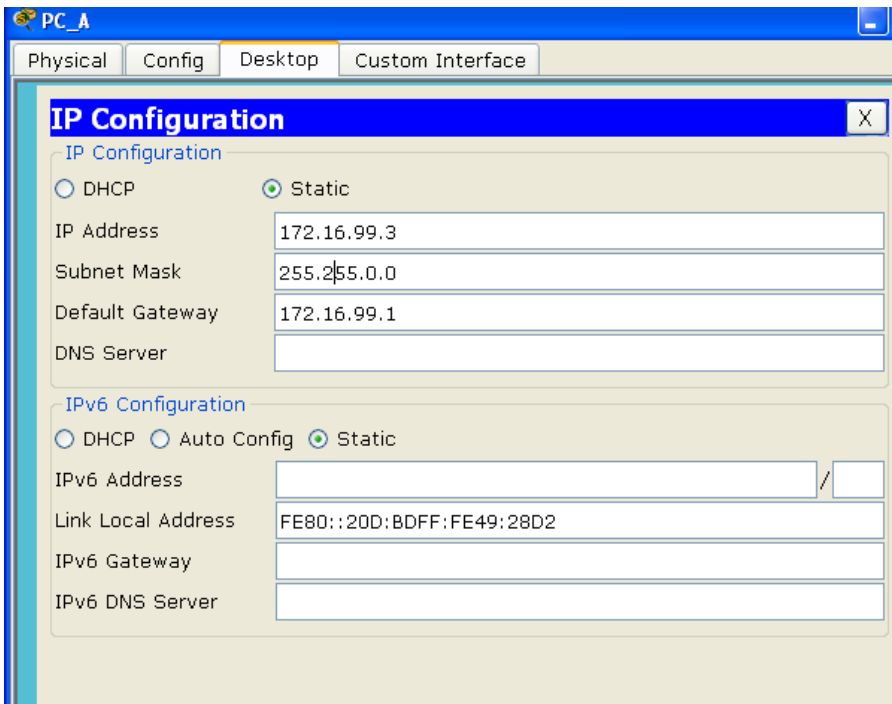 PC_A
Physical Config Desktop Custom Interface
IP Configuration X
IP Configuration
DHCP Static
IP Address 172.16.99.3
Subnet Mask 255.255.0.0
Default Gateway 172.16.99.1
DNS Server
IPv6 Configuration
DHCP Auto Config Static
IPv6 Address /
Link Local Address FE80::20D:BDFF:FE49:28D2
IPv6 Gateway
IPv6 DNS Server